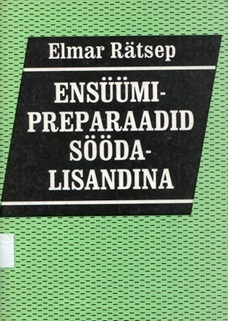 Elmar Rätsep
ENSÜÜMI-
PREPARAADID
SÖÖDA-
LISANDINA